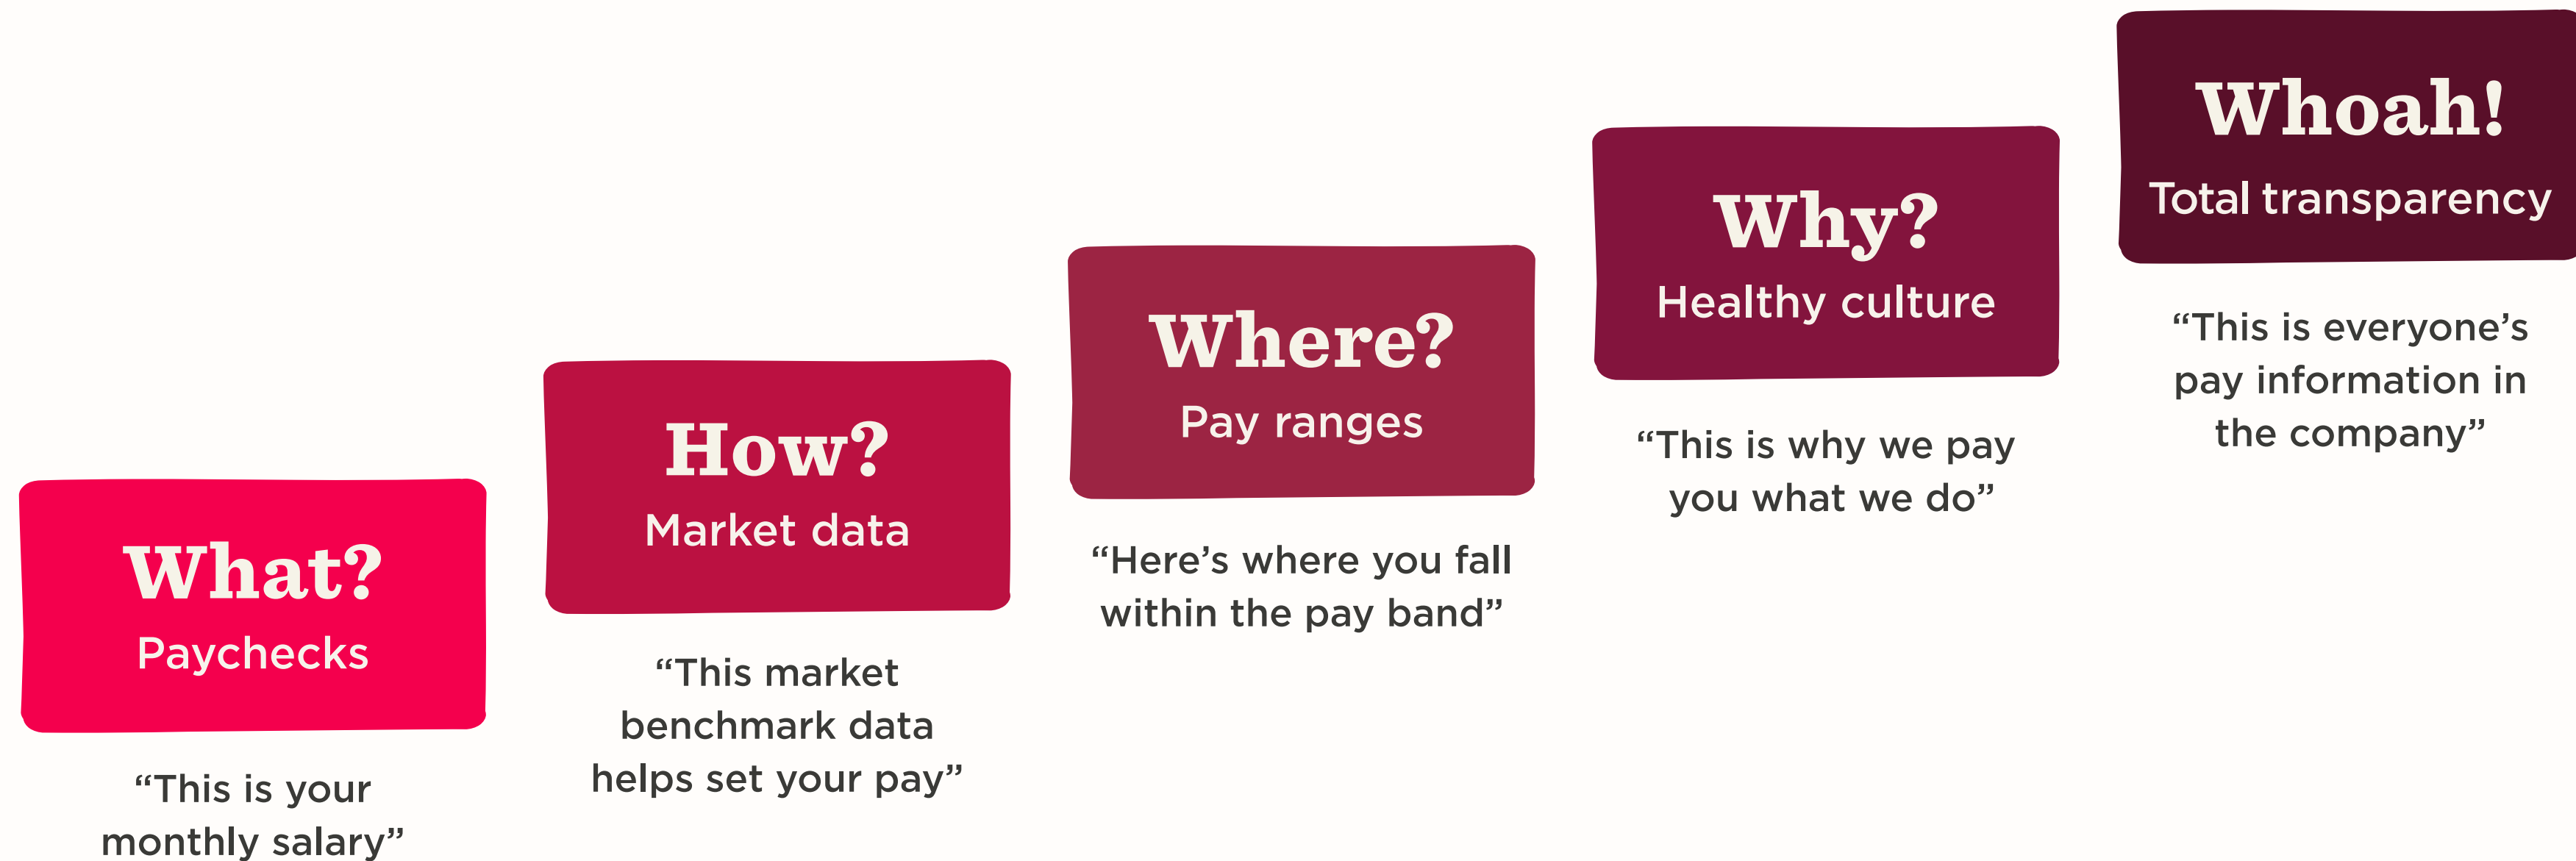 What?
Paychecks
“This is your
monthly salary”
How?
Market data
“This market
benchmark data
helps set your pay”
Where?
Pay ranges
“Here’s where you fall
within the pay band”
Why?
Healthy culture
“This is why we pay
you what we do”
Whoah!
Total transparency
“This is everyone’s
pay information in
the company”